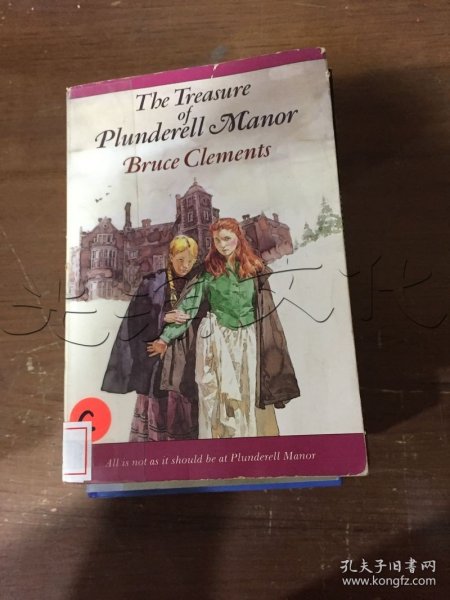 The Treasure
of
Plunderell Manor
Bruce Clements
C
All is not as it should be at Plunderell Manor
孔夫子旧书网
www.kongfz.com